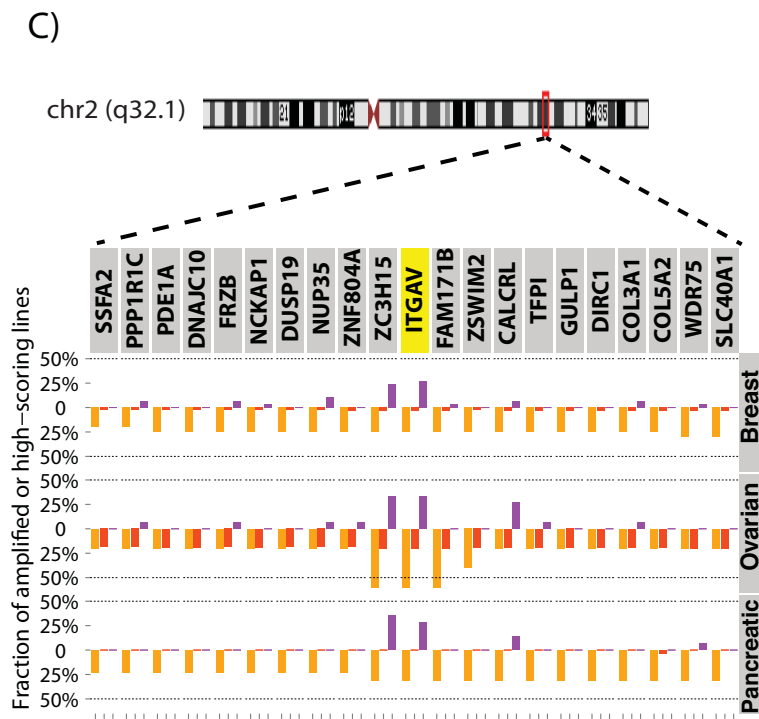 C)
chr2 (q32.1)
21
p12
34
35
SSFA2
PPP1R1C
PDE1A
DNAJC10
FRZB
NCKAP1
DUSP19
NUP35
ZNF804A
ZC3H15
ITGAV
FAM171B
ZSWIM2
CALCRL
TFPI
GULP1
DIRC1
COL3A1
COL5A2
WDR75
SLC40A1
Fraction of amplified or high−scoring lines
50%
25%
0
25%
50%
Breast
50%
25%
0
25%
50%
Ovarian
50%
25%
0
25%
50%
Pancreatic